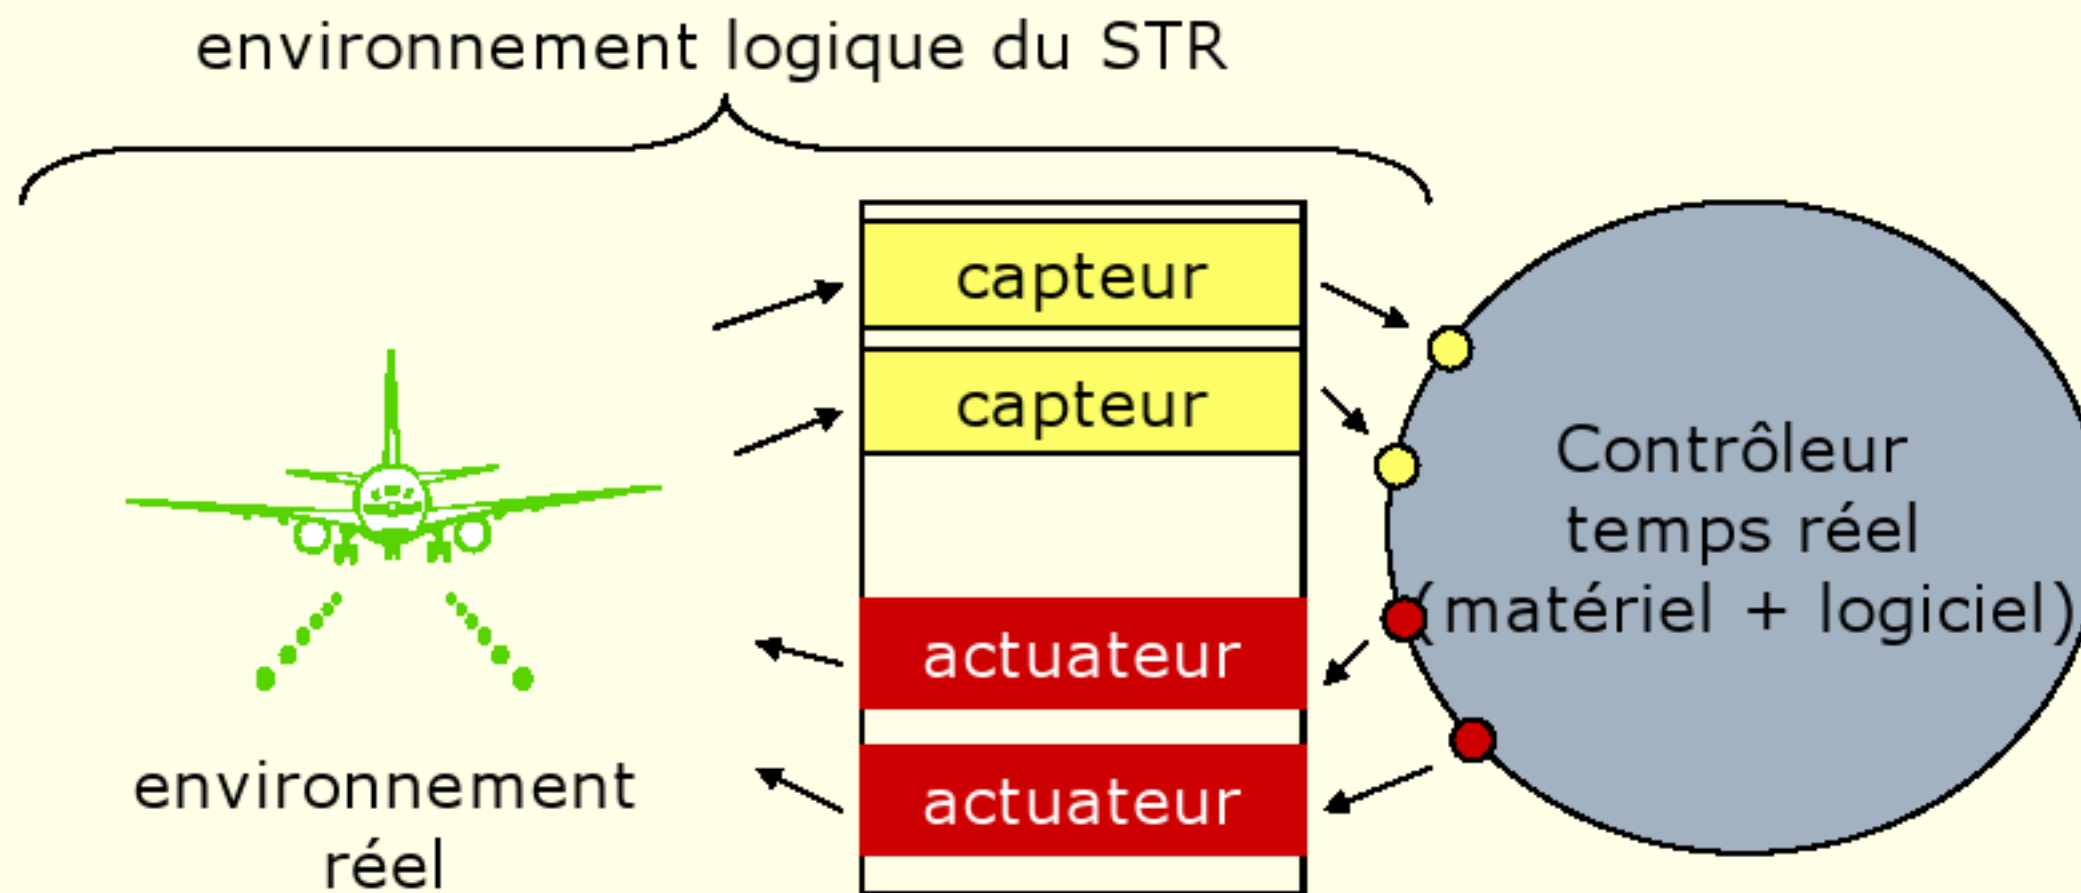 environnement logique du STR
capteur
capteur
actuateur
actuateur
Contrôleur
temps réel
(matériel + logiciel)
environnement
réel